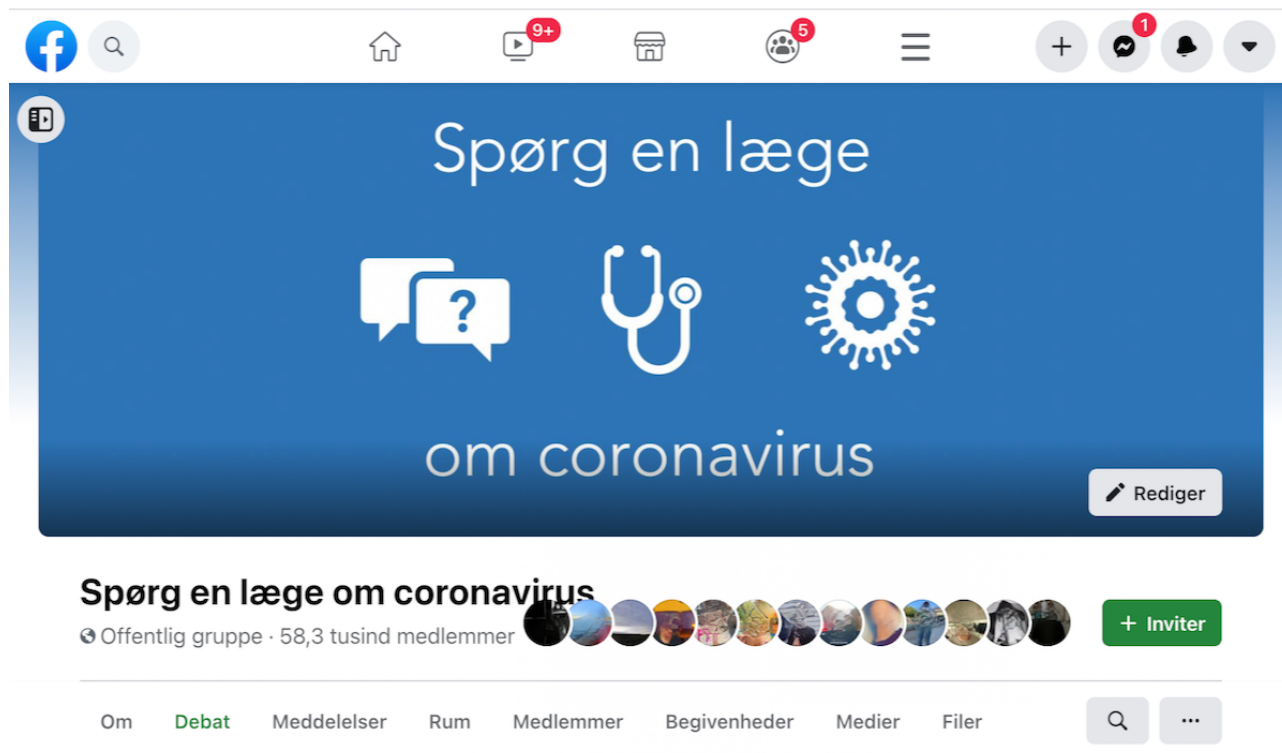 9+
5
1
Spørg en læge
?
om coronavirus
Rediger
Spørg en læge om coronavirus
Offentlig gruppe · 58,3 tusind medlemmer
+ Inviter
Om Debat Meddelelser Rum Medlemmer Begivenheder Medier Filer